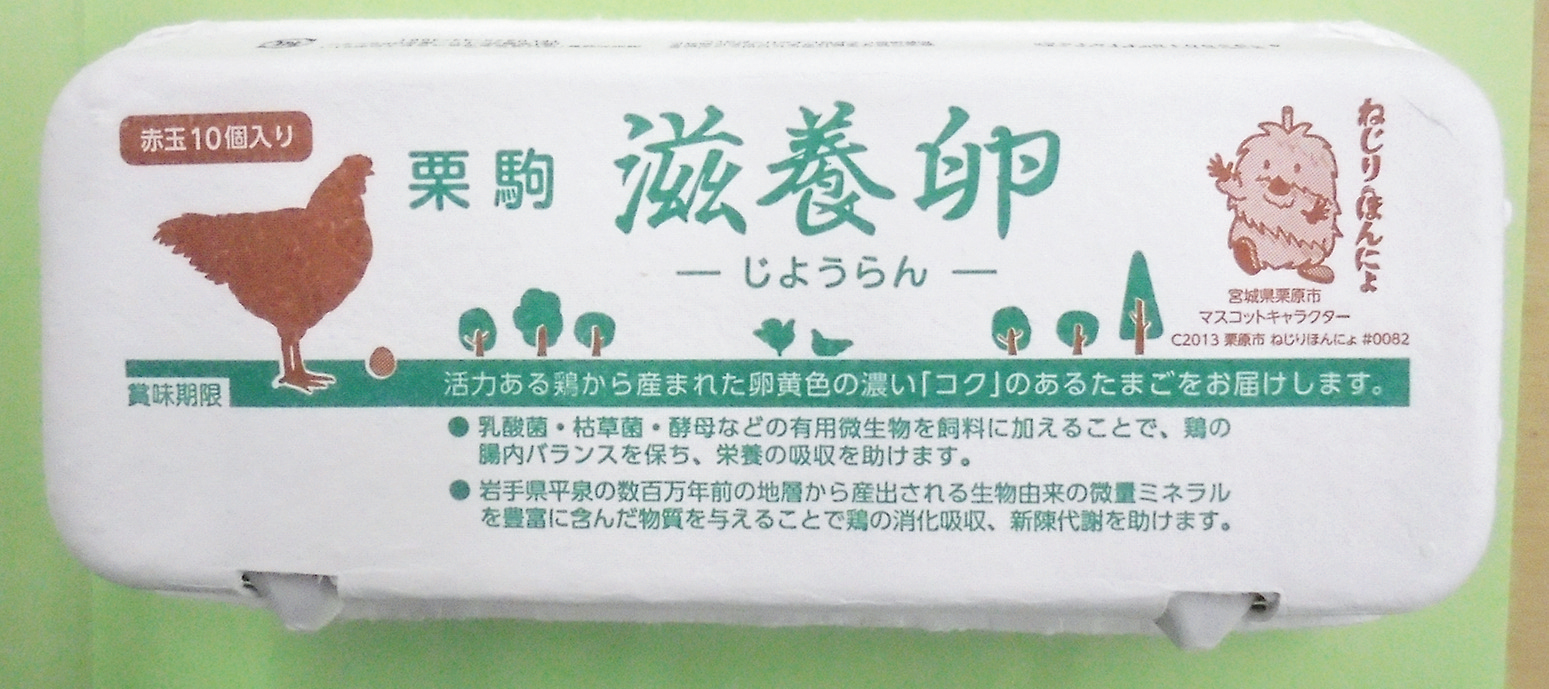 赤玉10個入り
栗駒 滋養卵
― じようらん ―
ねじりほんにょ
宮城県栗原市
マスコットキャラクター
C2013 栗原市 ねじりほんにょ #0082
賞味期限
活力ある鶏から産まれた卵黄色の濃い「コク」のあるたまごをお届けします。
●乳酸菌・枯草菌・酵母などの有用微生物を飼料に加えることで、鶏の
腸内バランスを保ち、栄養の吸収を助けます。
●岩手県平泉の数百万年前の地層から産出される生物由来の微量ミネラル
を豊富に含んだ物質を与えることで鶏の消化吸収、新陳代謝を助けます。